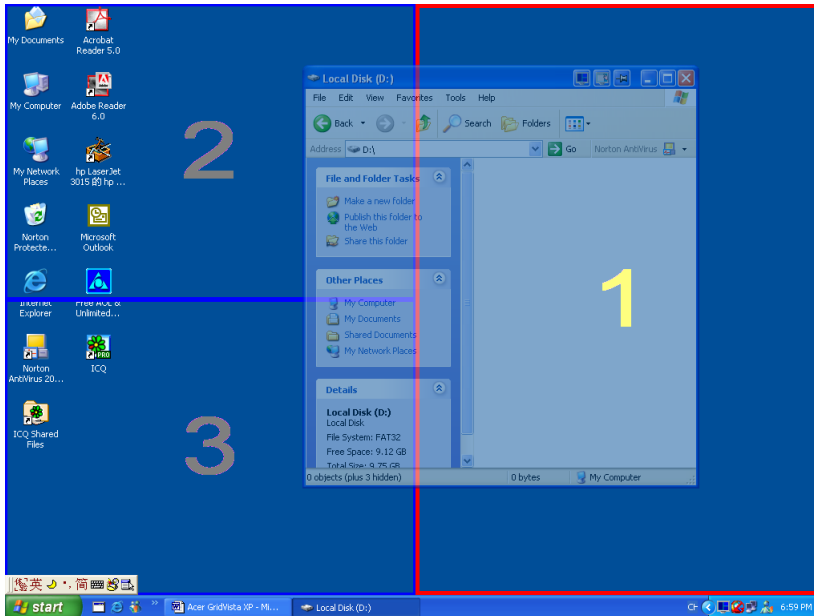 My Documents
Acrobat
Reader 5.0
My Computer
Adobe Reader
6.0
My Network
Places
hp LaserJet
3015 的 hp ...
Norton
Protecte...
Microsoft
Outlook
Internet
Explorer
Free AOL &
Unlimited...
Norton
AntiVirus 20...
ICQ
ICQ Shared
Files
2
3
1
Local Disk (D:)
File Edit View Favorites Tools Help
Back Search Folders
Address D:\ Go Norton AntiVirus
File and Folder Tasks
Make a new folder
Publish this folder to
the Web
Share this folder
Other Places
My Computer
My Documents
Shared Documents
My Network Places
Details
Local Disk (D:)
Local Disk
File System: FAT32
Free Space: 9.12 GB
Total Size: 9.75 GB
0 objects (plus 3 hidden) 0 bytes My Computer
英 简
start Acer GridVista XP - Mi... Local Disk (D:) CH 6:59 PM